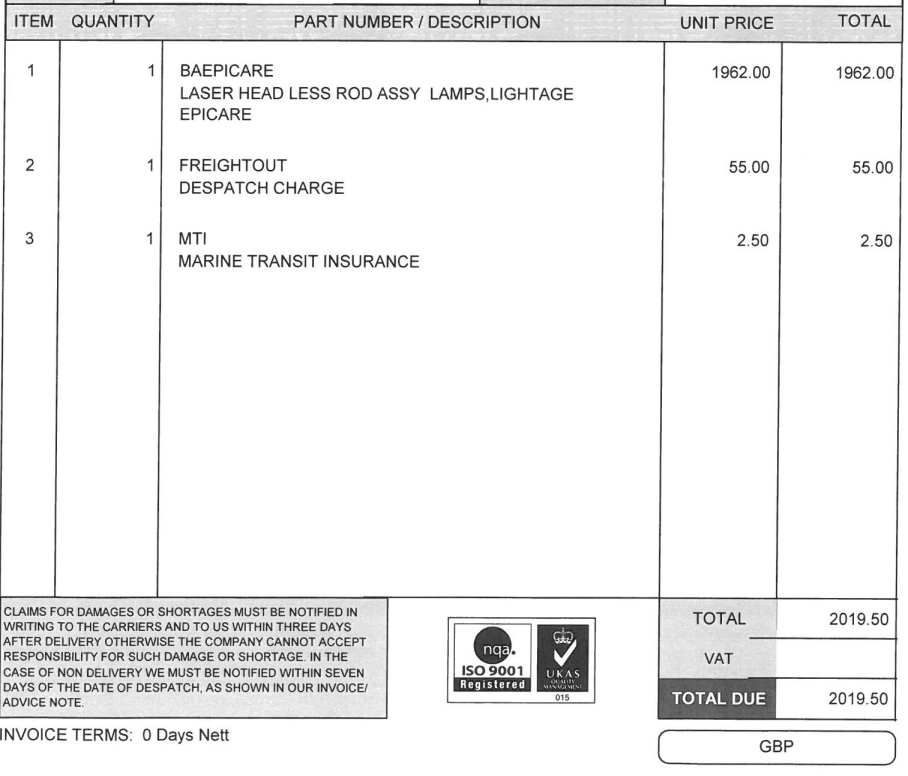 ITEM QUANTITY PART NUMBER / DESCRIPTION UNIT PRICE TOTAL
1 1 BAEPICARE 1962.00 1962.00
LASER HEAD LESS ROD ASSY LAMPS,LIGHTAGE
EPICARE
2 1 FREIGHTOUT 55.00 55.00
DESPATCH CHARGE
3 1 MTI 2.50 2.50
MARINE TRANSIT INSURANCE
CLAIMS FOR DAMAGES OR SHORTAGES MUST BE NOTIFIED IN
WRITING TO THE CARRIERS AND TO US WITHIN THREE DAYS
AFTER DELIVERY OTHERWISE THE COMPANY CANNOT ACCEPT
RESPONSIBILITY FOR SUCH DAMAGE OR SHORTAGE. IN THE
CASE OF NON DELIVERY WE MUST BE NOTIFIED WITHIN SEVEN
DAYS OF THE DATE OF DESPATCH, AS SHOWN IN OUR INVOICE/
ADVICE NOTE.
nqa.
ISO 9001
Registered
UKAS
QUALITY
MANAGEMENT
015
TOTAL 2019.50
VAT
TOTAL DUE 2019.50
INVOICE TERMS: 0 Days Nett
GBP